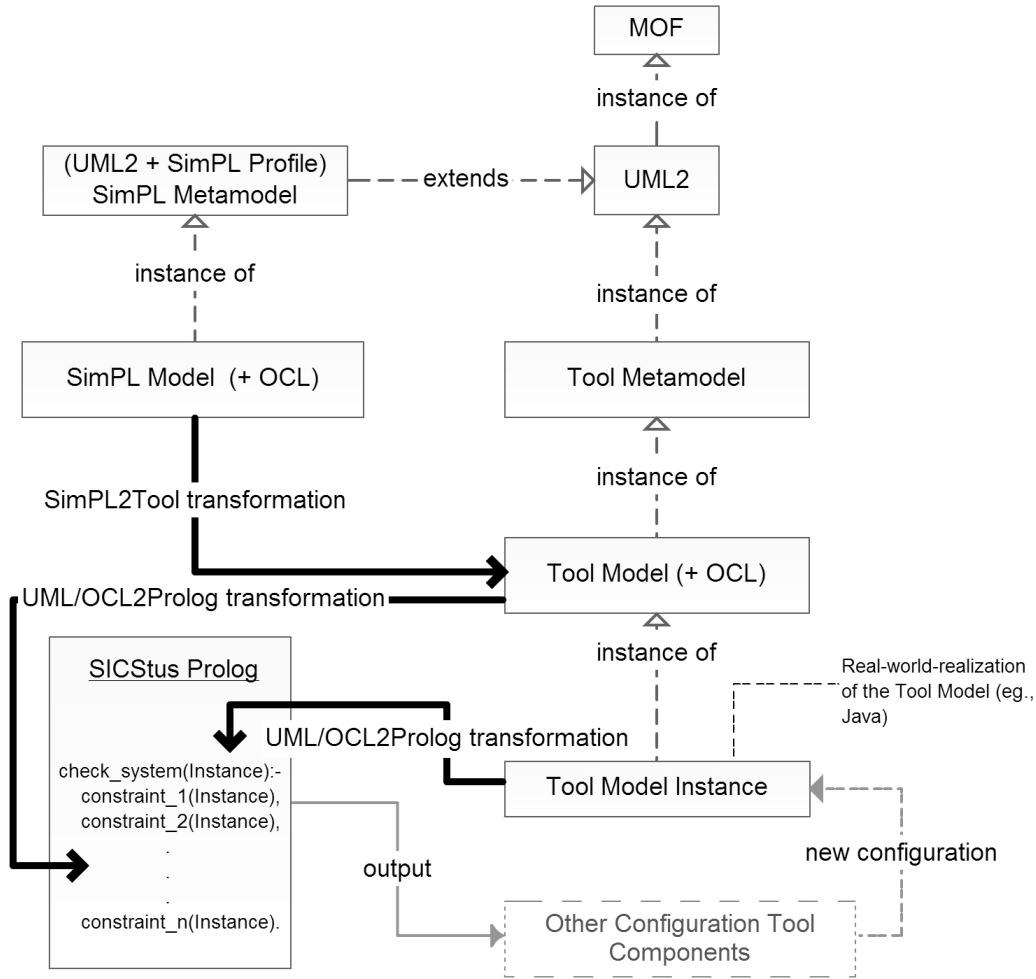 MOF
instance of
(UML2 + SimPL Profile)
SimPL Metamodel
extends
UML2
instance of
instance of
SimPL Model (+ OCL)
Tool Metamodel
SimPL2Tool transformation
instance of
Tool Model (+ OCL)
UML/OCL2Prolog transformation
instance of
SICStus Prolog
Real-world-realization
of the Tool Model (eg.,
Java)
UML/OCL2Prolog transformation
check_system(Instance):-
constraint_1(Instance),
constraint_2(Instance),
.
.
.
constraint_n(Instance).
Tool Model Instance
output
new configuration
Other Configuration Tool
Components